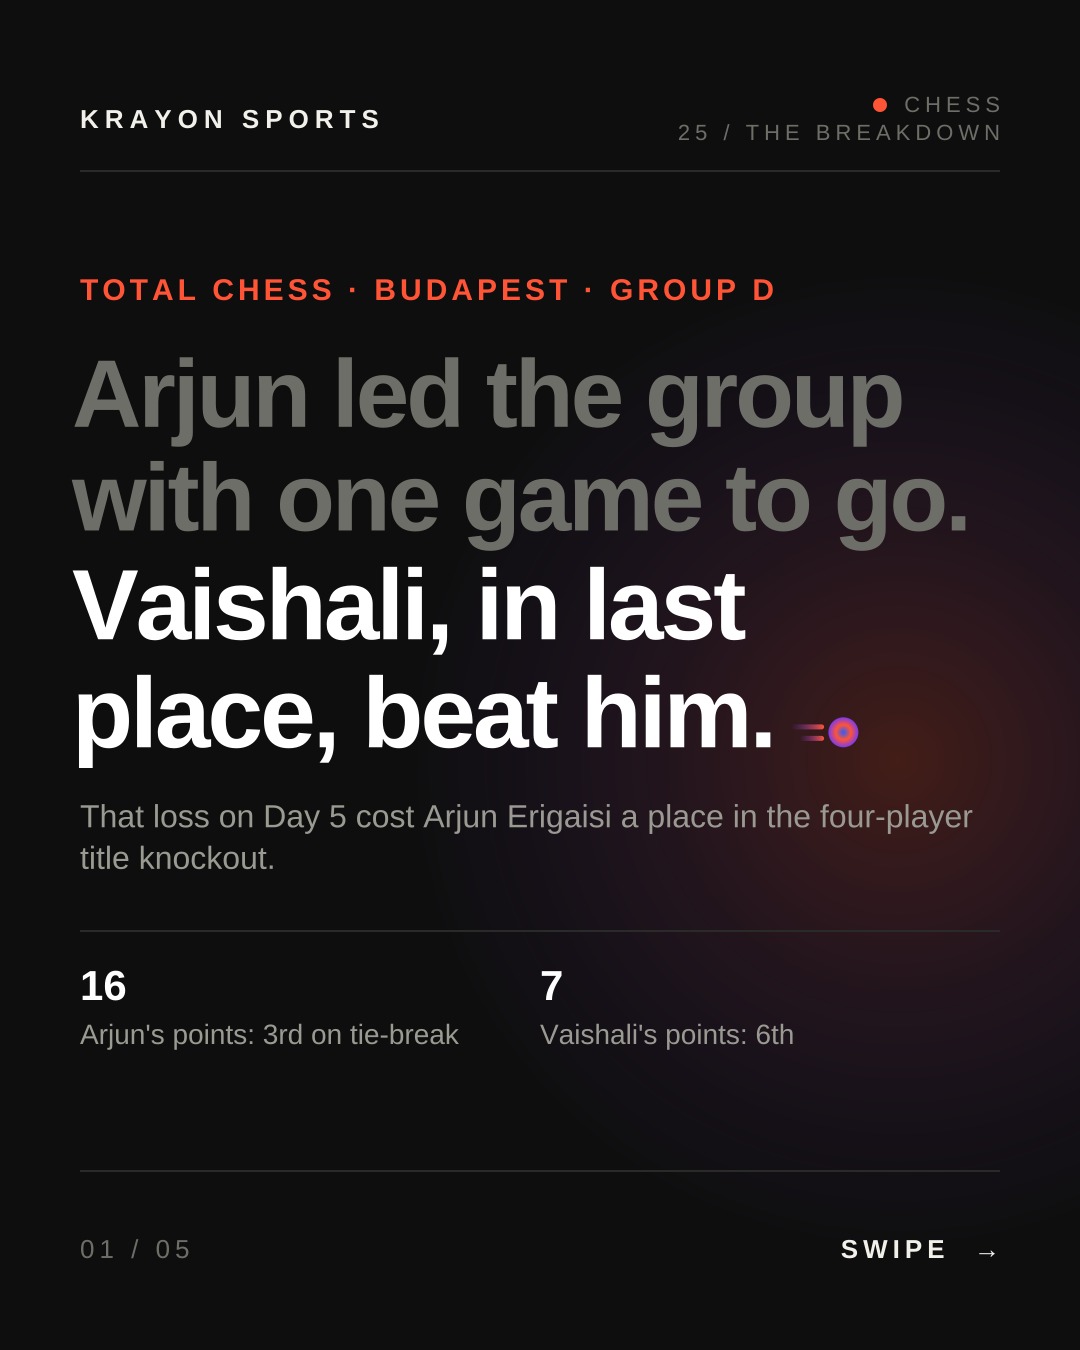 KRAYON SPORTS
CHESS
25 / THE BREAKDOWN
TOTAL CHESS · BUDAPEST · GROUP D
Arjun led the group
with one game to go.
Vaishali, in last
place, beat him.
That loss on Day 5 cost Arjun Erigaisi a place in the four-player
title knockout.
16
Arjun's points: 3rd on tie-break
7
Vaishali's points: 6th
01 / 05
SWIPE →